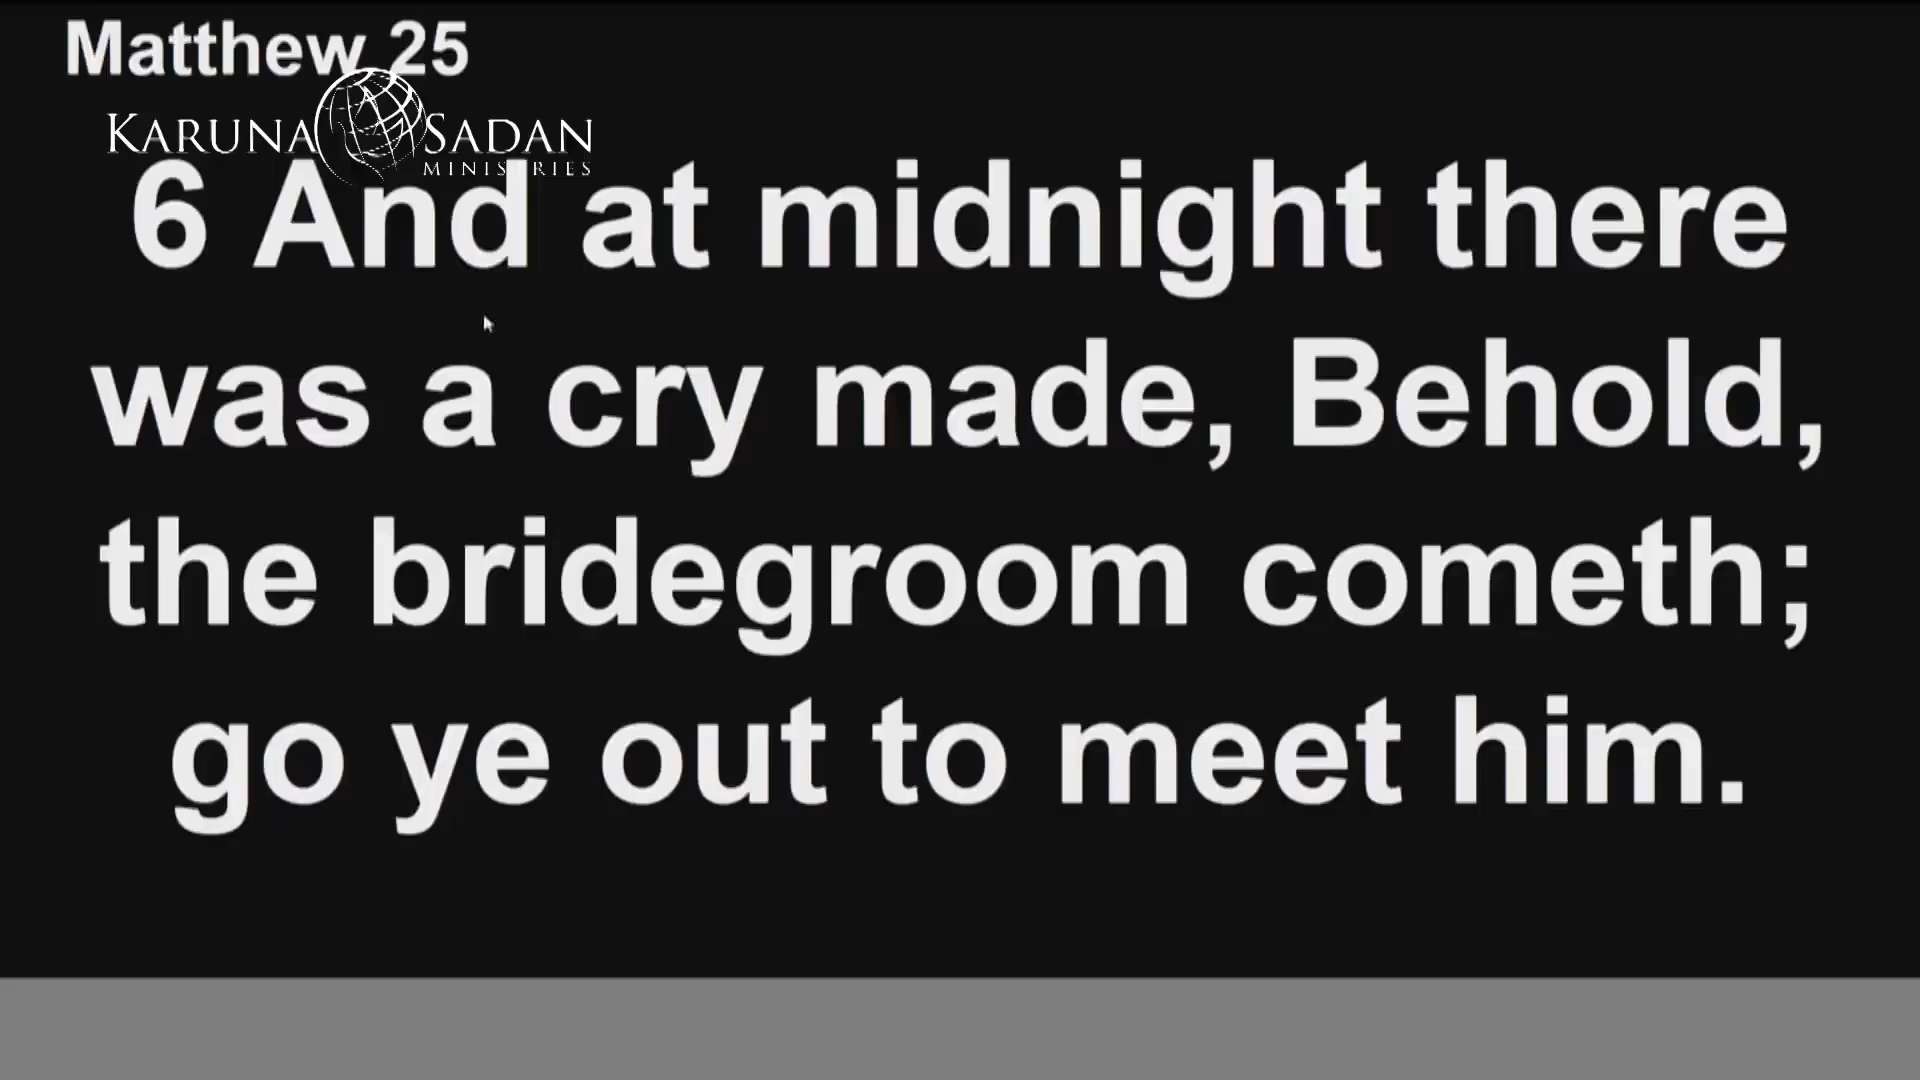 Matthew 25
KARUNA SADAN
MINISTRIES
6 And at midnight there
was a cry made, Behold,
the bridegroom cometh;
go ye out to meet him.